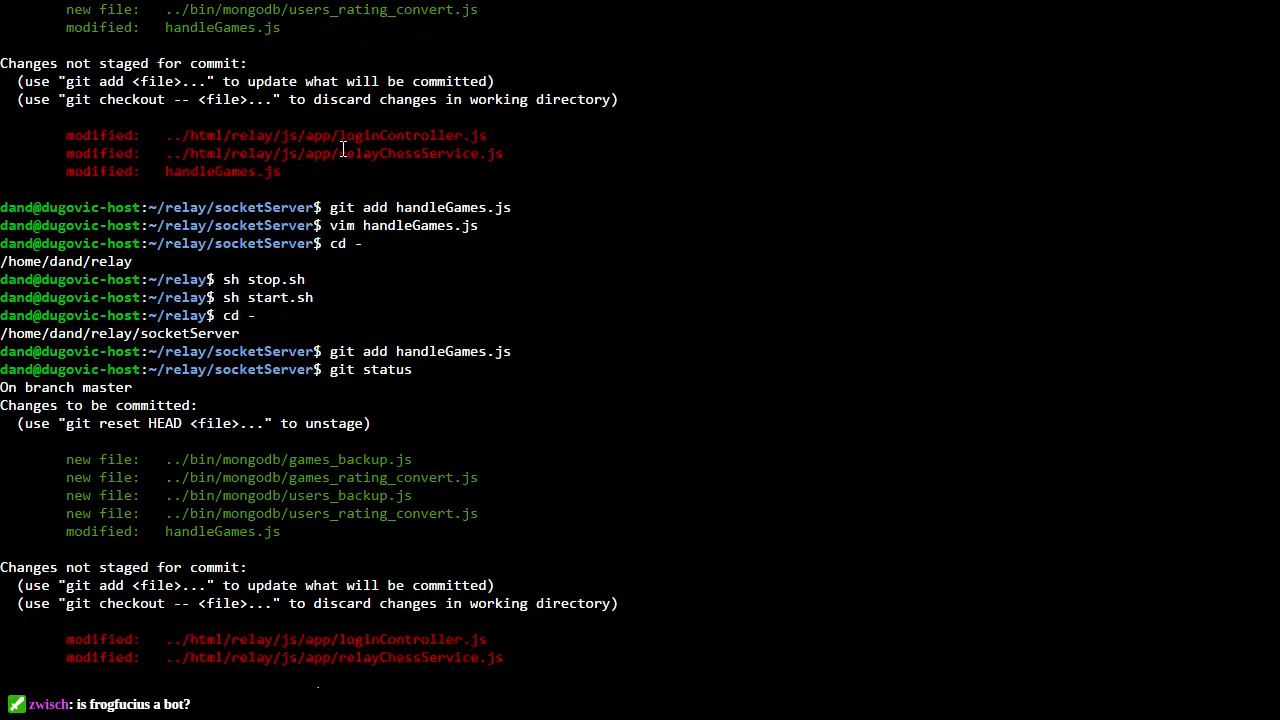 new file:   ../bin/mongodb/users_rating_convert.js
modified:   handleGames.js
Changes not staged for commit:
(use "git add <file>..." to update what will be committed)
(use "git checkout -- <file>..." to discard changes in working directory)
modified:   ../html/relay/js/app/loginController.js
modified:   ../html/relay/js/app/relayChessService.js
modified:   handleGames.js
dand@dugovic-host:~/relay/socketServer$ git add handleGames.js
dand@dugovic-host:~/relay/socketServer$ vim handleGames.js
dand@dugovic-host:~/relay/socketServer$ cd -
/home/dand/relay
dand@dugovic-host:~/relay$ sh stop.sh
dand@dugovic-host:~/relay$ sh start.sh
dand@dugovic-host:~/relay$ cd -
/home/dand/relay/socketServer
dand@dugovic-host:~/relay/socketServer$ git add handleGames.js
dand@dugovic-host:~/relay/socketServer$ git status
On branch master
Changes to be committed:
(use "git reset HEAD <file>..." to unstage)
new file:   ../bin/mongodb/games_backup.js
new file:   ../bin/mongodb/games_rating_convert.js
new file:   ../bin/mongodb/users_backup.js
new file:   ../bin/mongodb/users_rating_convert.js
modified:   handleGames.js
Changes not staged for commit:
(use "git add <file>..." to update what will be committed)
(use "git checkout -- <file>..." to discard changes in working directory)
modified:   ../html/relay/js/app/loginController.js
modified:   ../html/relay/js/app/relayChessService.js
zwisch: is frogfucius a bot?